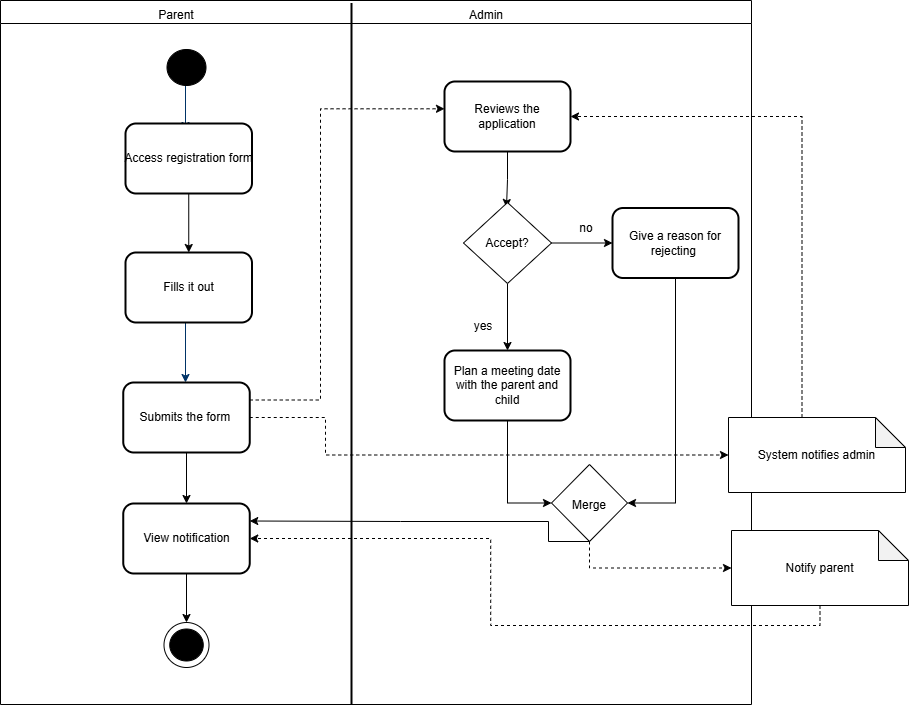 Parent
Admin
Reviews the
application
Access registration form
Accept?
no
Give a reason for
rejecting
Fills it out
yes
Plan a meeting date
with the parent and
child
Submits the form
System notifies admin
Merge
View notification
Notify parent